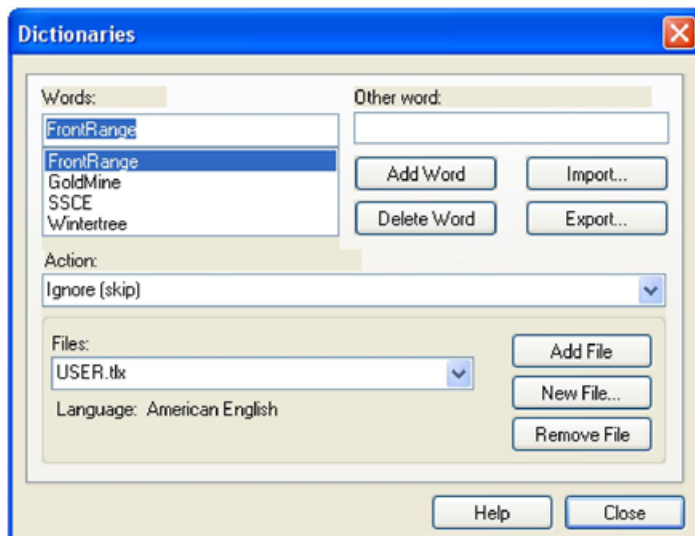 Dictionaries
Words:
Other word:
FrontRange
FrontRange
GoldMine
SSCE
Wintertree
Add Word
Import...
Delete Word
Export...
Action:
Ignore (skip)
Files:
USER.tlx
Language: American English
Add File
New File...
Remove File
Help
Close